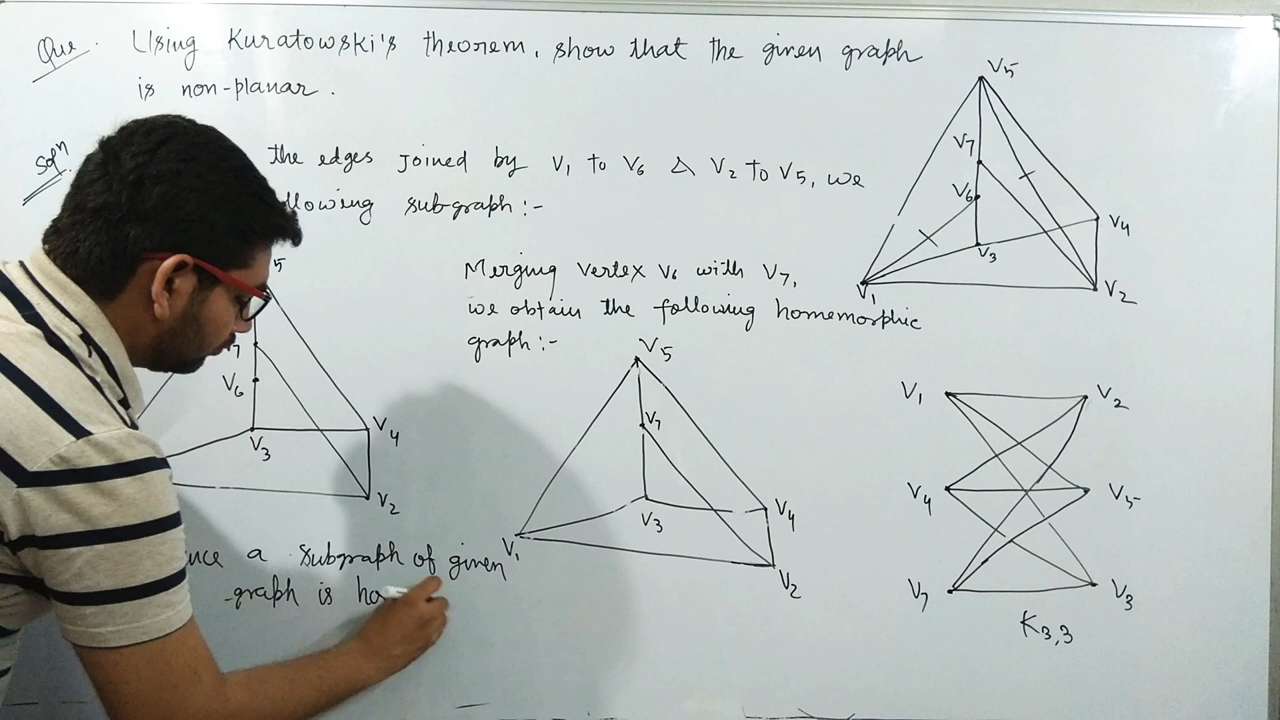 Que. Using Kuratowski's theorem, show that the given graph
is non-planar.
Solⁿ
the edges joined by V1 to V6 & V2 to V5, we
llowing subgraph:-
Merging vertex V6 with V7,
we obtain the following homemorphic
graph:-
V5
V7
V6
V3
V4
V1
V2
5
7
V6
V3
V4
V2
V5
V7
V3
V4
V1
V2
V1 V2
V4 V5
V7 V3
K3,3
nce a subgraph of given
graph is ho